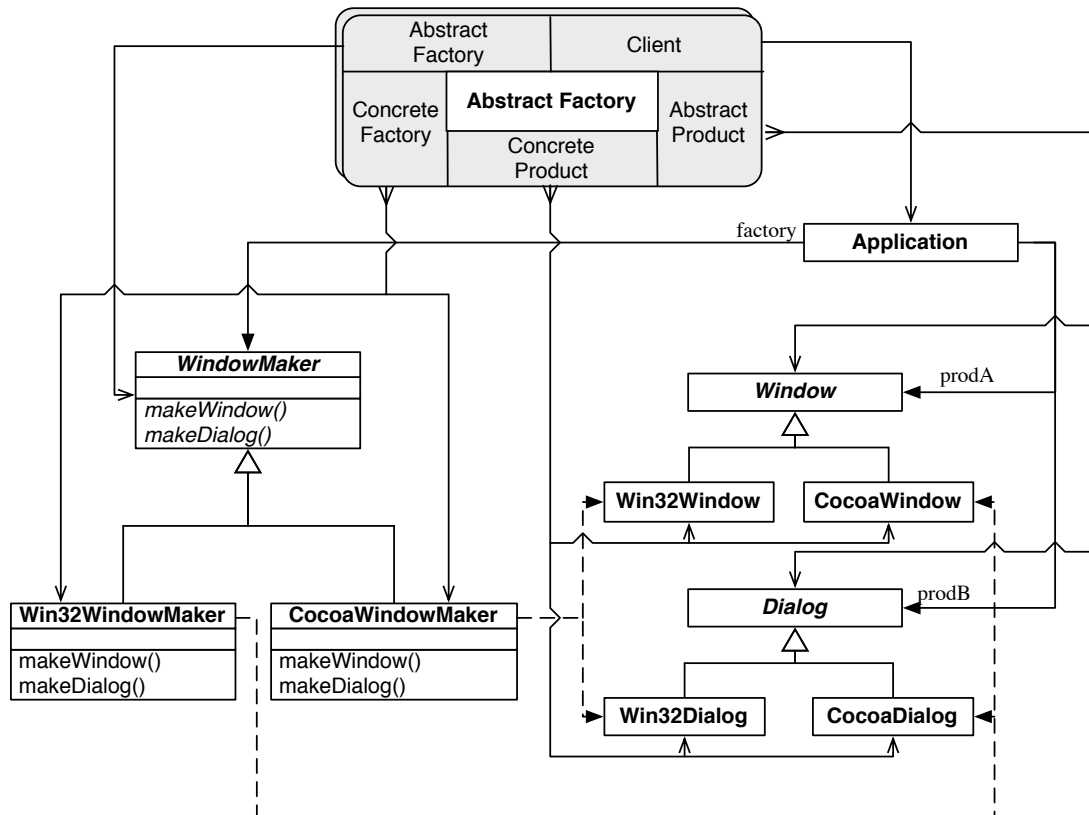 Abstract
Factory
Client
Concrete
Factory
Abstract Factory
Abstract
Product
Concrete
Product
factory
Application
WindowMaker
makeWindow()
makeDialog()
prodA
Window
Win32Window
CocoaWindow
prodB
Dialog
Win32WindowMaker
makeWindow()
makeDialog()
CocoaWindowMaker
makeWindow()
makeDialog()
Win32Dialog
CocoaDialog